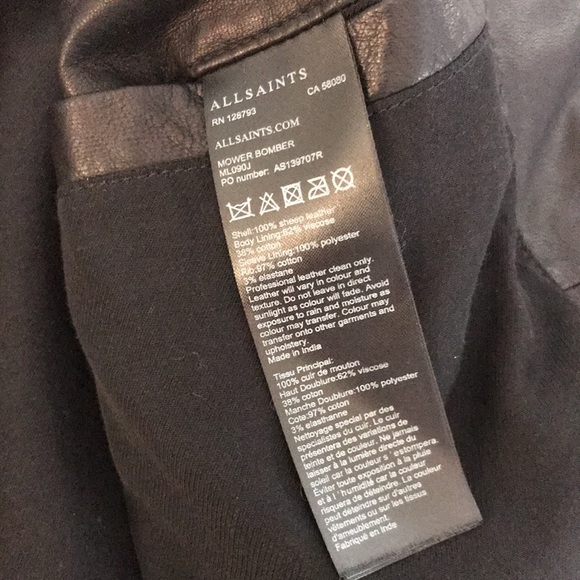 ALLSAINTS
RN 128793 CA 58080
ALLSAINTS.COM
MOWER BOMBER
ML090J
PO number: AS139707R
Shell:100% sheep leather
Body Lining:62% viscose
38% cotton
Sleeve Lining:100% polyester
Rib:97% cotton
3% elastane
Professional leather clean only.
Leather will vary in colour and
texture. Do not leave in direct
sunlight as colour will fade. Avoid
exposure to rain and moisture as
colour may transfer. Colour may
transfer onto other garments and
upholstery.
Made in India
Tissu Principal:
100% cuir de mouton
Haut Doublure:62% viscose
38% coton
Manche Doublure:100% polyester
Cote:97% coton
3% elasthanne
Nettoyage special par des
specialistes du cuir. Le cuir
présentera des variations de
teinte et de couleur. Ne jamais
laisser à la lumière directe du
soleil car la couleur s'estompera.
Eviter toute exposition à la pluie
et à l'humidité car la couleur
risquera de déteindre. La couleur
peut déteindre sur d'autres
vêtements ou sur les tissus
d'ameublement.
Fabriqué en Inde